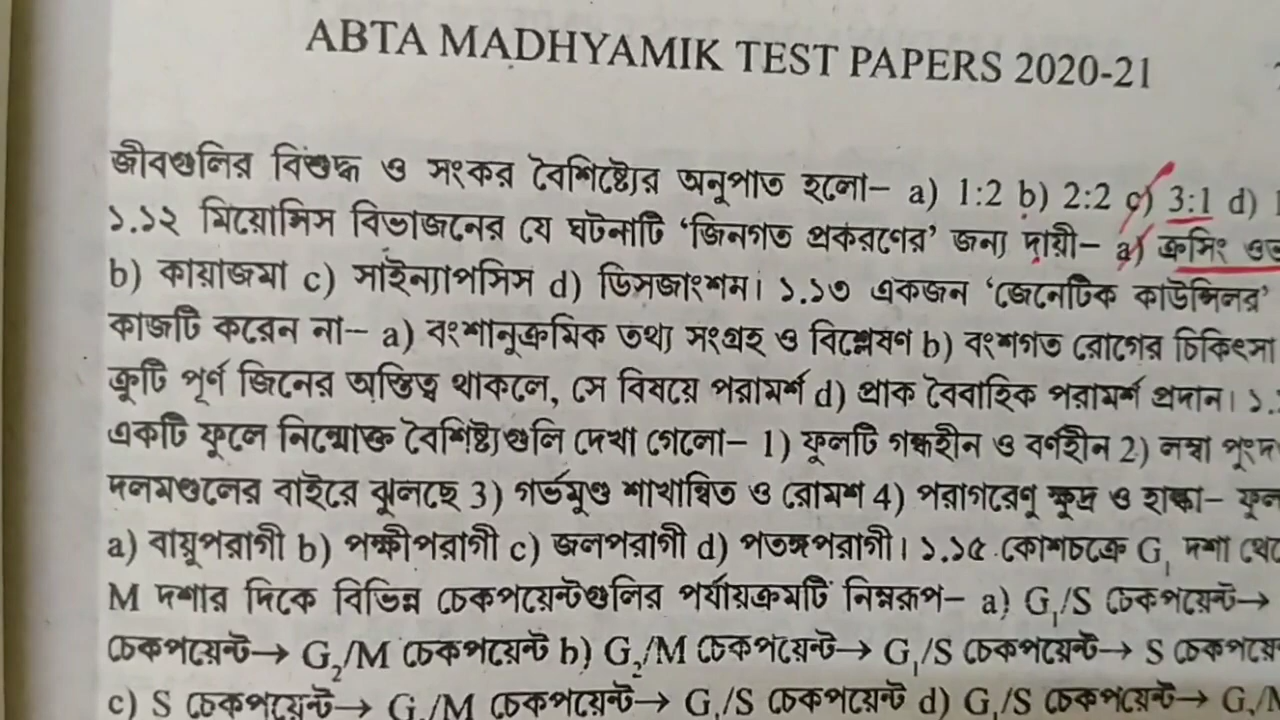 ABTA MADHYAMIK TEST PAPERS 2020-21
জীবগুলির বিশুদ্ধ ও সংকর বৈশিষ্ট্যের অনুপাত হলো– a) 1:2 b) 2:2 c) 3:1 d)
১.১২ মিয়োসিস বিভাজনের যে ঘটনাটি ‘জিনগত প্রকরণের’ জন্য দায়ী– a) ক্রসিং
b) কায়াজমা c) সাইন্যাপসিস d) ডিসজাংশম। ১.১৩ একজন ‘জেনেটিক কাউন্সিলর’
কাজটি করেন না– a) বংশানুক্রমিক তথ্য সংগ্রহ ও বিশ্লেষণ b) বংশগত রোগের চিকিৎসা
ত্রুটি পূর্ণ জিনের অস্তিত্ব থাকলে, সে বিষয়ে পরামর্শ d) প্রাক বৈবাহিক পরামর্শ প্রদান। ১.
একটি ফুলে নিম্মোক্ত বৈশিষ্ট্যগুলি দেখা গেলো– 1) ফুলটি গন্ধহীন ও বর্ণহীন 2) লম্বা
দলমণ্ডলের বাইরে ঝুলছে 3) গর্ভমুণ্ড শাখান্বিত ও রোমশ 4) পরাগরেণু ক্ষুদ্র ও হাল্কা–
a) বায়ুপরাগী b) পক্ষীপরাগী c) জলপরাগী d) পতঙ্গপরাগী। ১.১৫ কোশচক্রে G₁ দশা
M দশার দিকে বিভিন্ন চেকপয়েন্টগুলির পর্যায়ক্রমটি নিম্নরূপ– a) G₁/S চেকপয়েন্ট→
চেকপয়েন্ট→ G₂/M চেকপয়েন্ট b) G₂/M চেকপয়েন্ট→ G₁/S চেকপয়েন্ট→ S
c) S চেকপয়েন্ট→ G₂/M চেকপয়েন্ট→ G₁/S চেকপয়েন্ট d) G₁/S চেকপয়েন্ট→